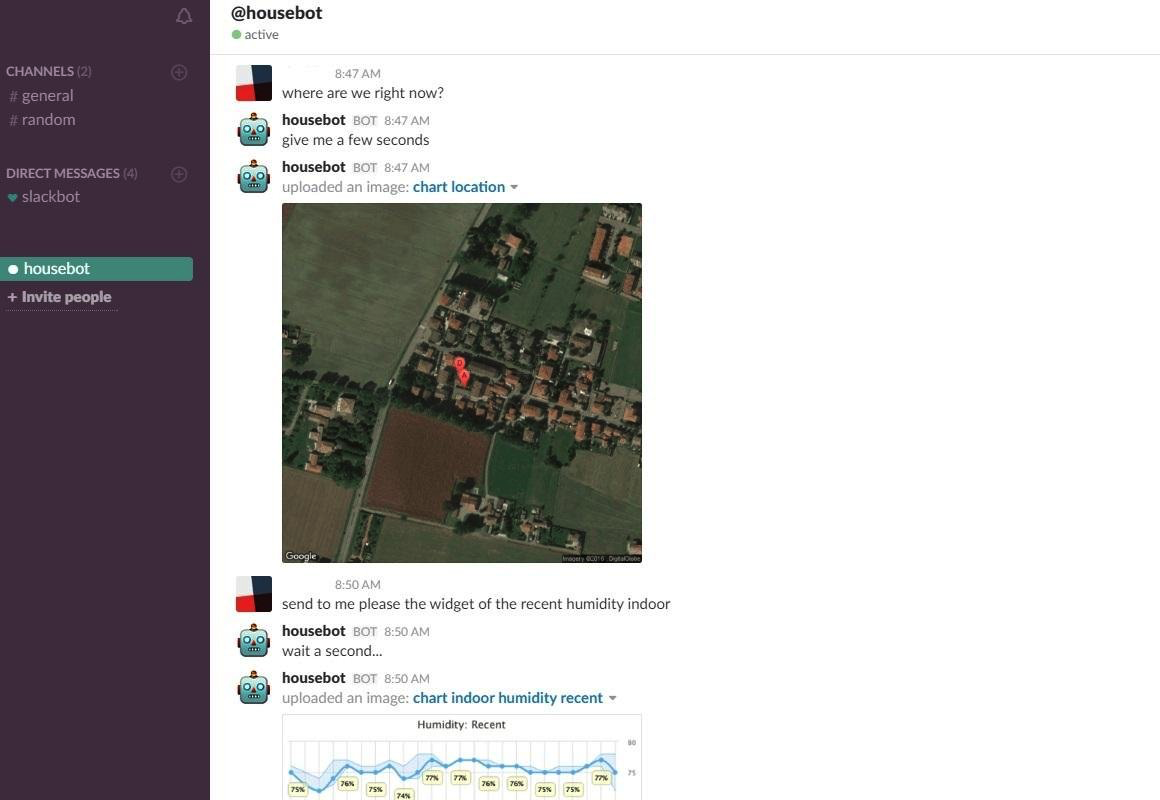 @housebot
active
CHANNELS (2)
# general
# random
DIRECT MESSAGES (4)
slackbot
housebot
+ Invite people
8:47 AM
where are we right now?
housebot BOT 8:47 AM
give me a few seconds
housebot BOT 8:47 AM
uploaded an image: chart location
D
A
Google
Imagery ©2016, DigitalGlobe
8:50 AM
send to me please the widget of the recent humidity indoor
housebot BOT 8:50 AM
wait a second...
housebot BOT 8:50 AM
uploaded an image: chart indoor humidity recent
Humidity: Recent
80
75
75% 76% 75% 74% 77% 77% 76% 76% 75% 75% 77%